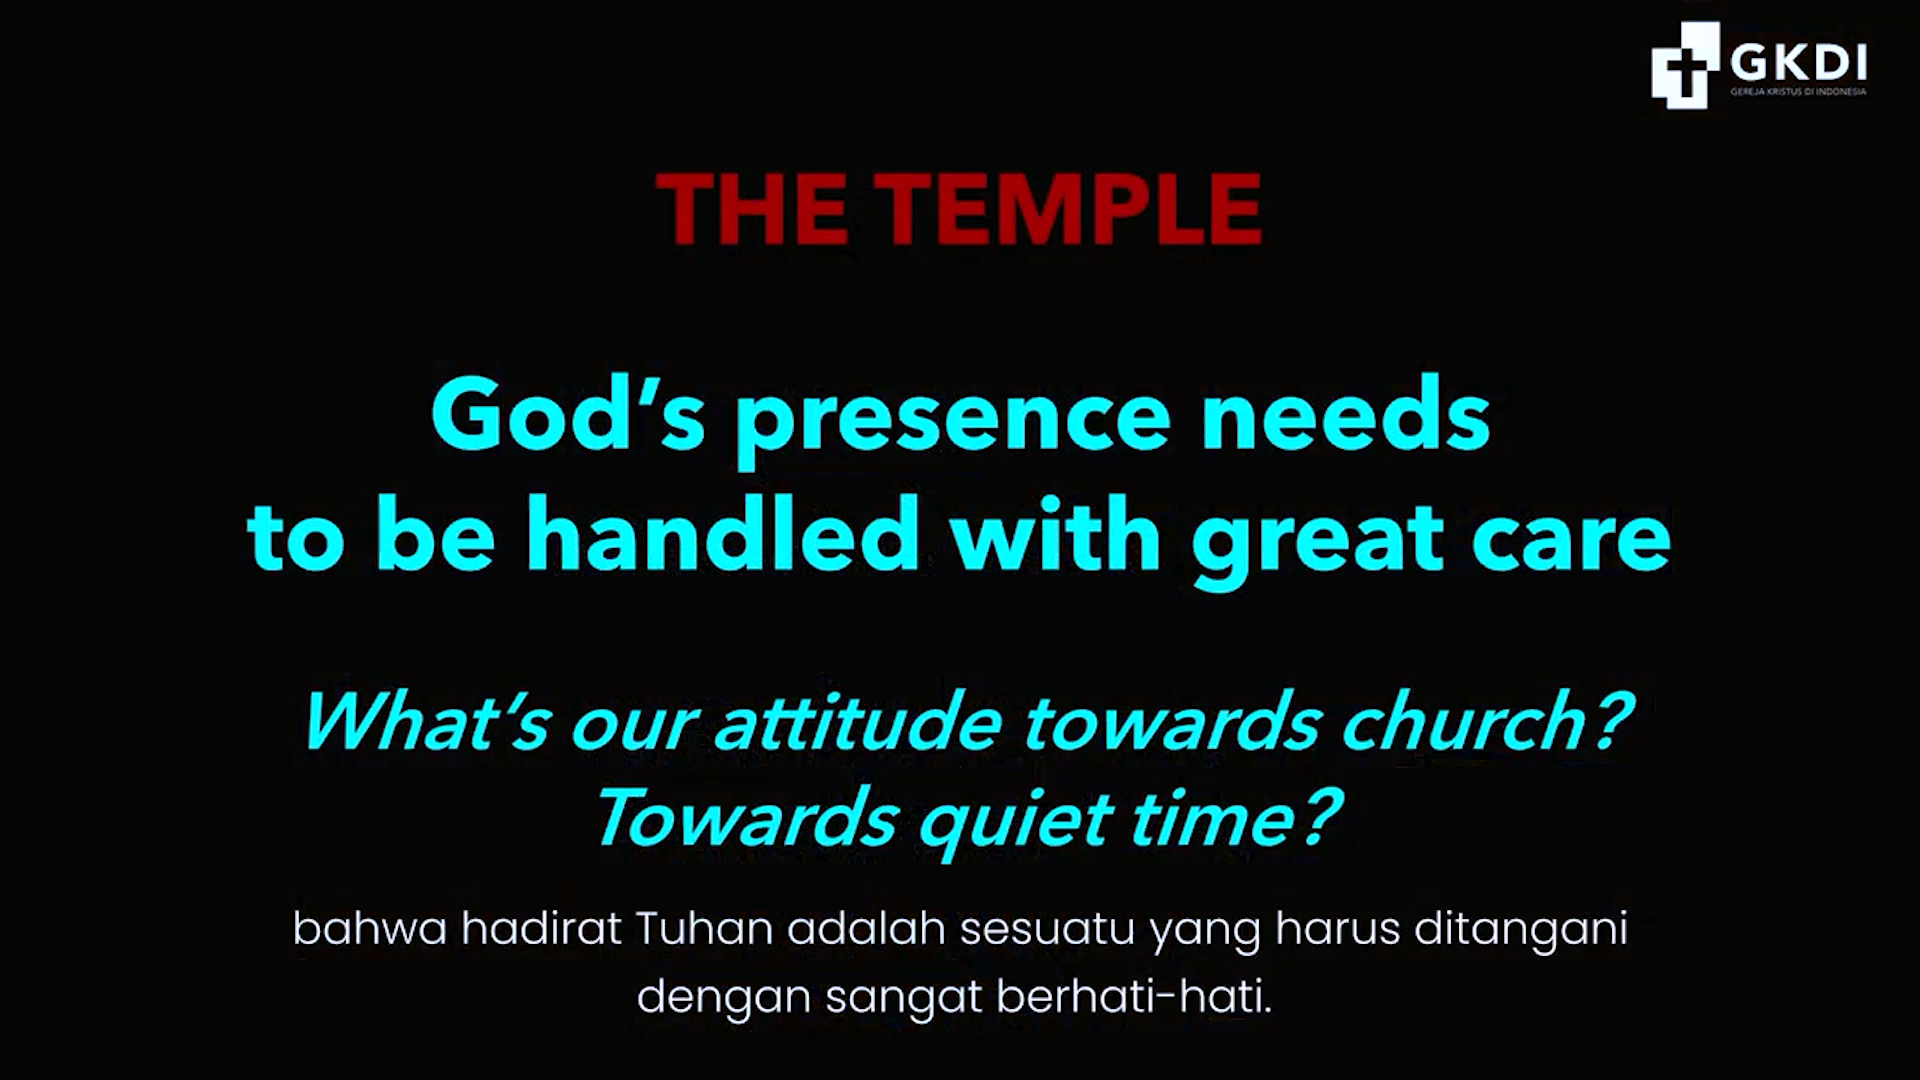 GKDI
GEREJA KRISTUS DI INDONESIA
THE TEMPLE
God’s presence needs
to be handled with great care
What’s our attitude towards church?
Towards quiet time?
bahwa hadirat Tuhan adalah sesuatu yang harus ditangani
dengan sangat berhati-hati.